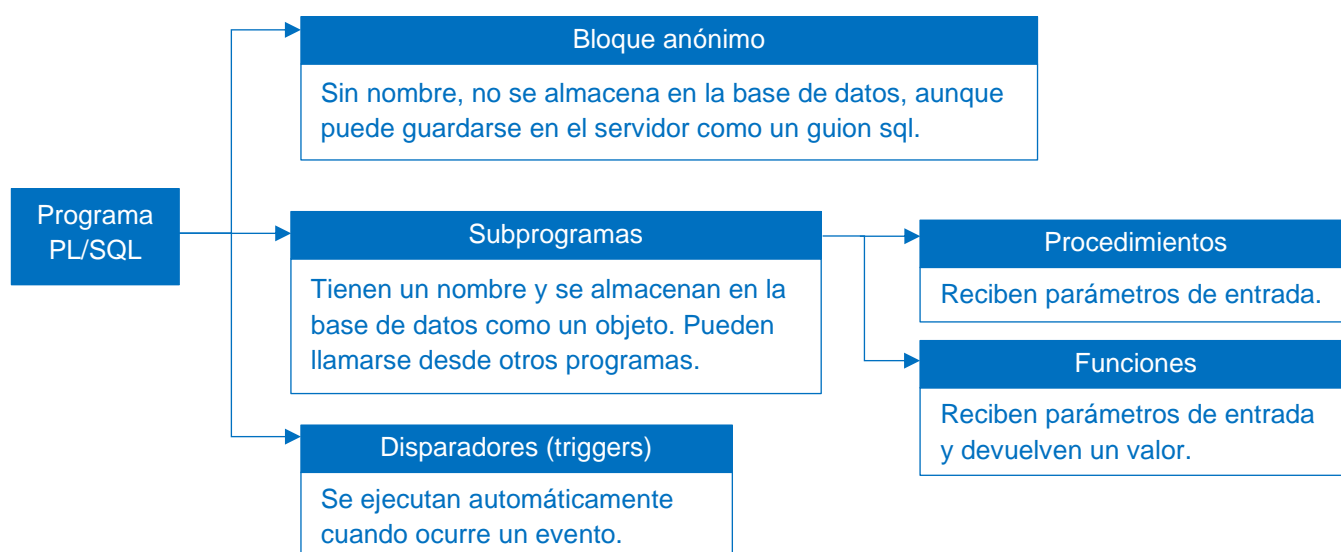 Bloque anónimo
Sin nombre, no se almacena en la base de datos, aunque
puede guardarse en el servidor como un guion sql.
Programa
PL/SQL
Subprogramas
Tienen un nombre y se almacenan en la
base de datos como un objeto. Pueden
llamarse desde otros programas.
Procedimientos
Reciben parámetros de entrada.
Funciones
Reciben parámetros de entrada
y devuelven un valor.
Disparadores (triggers)
Se ejecutan automáticamente
cuando ocurre un evento.